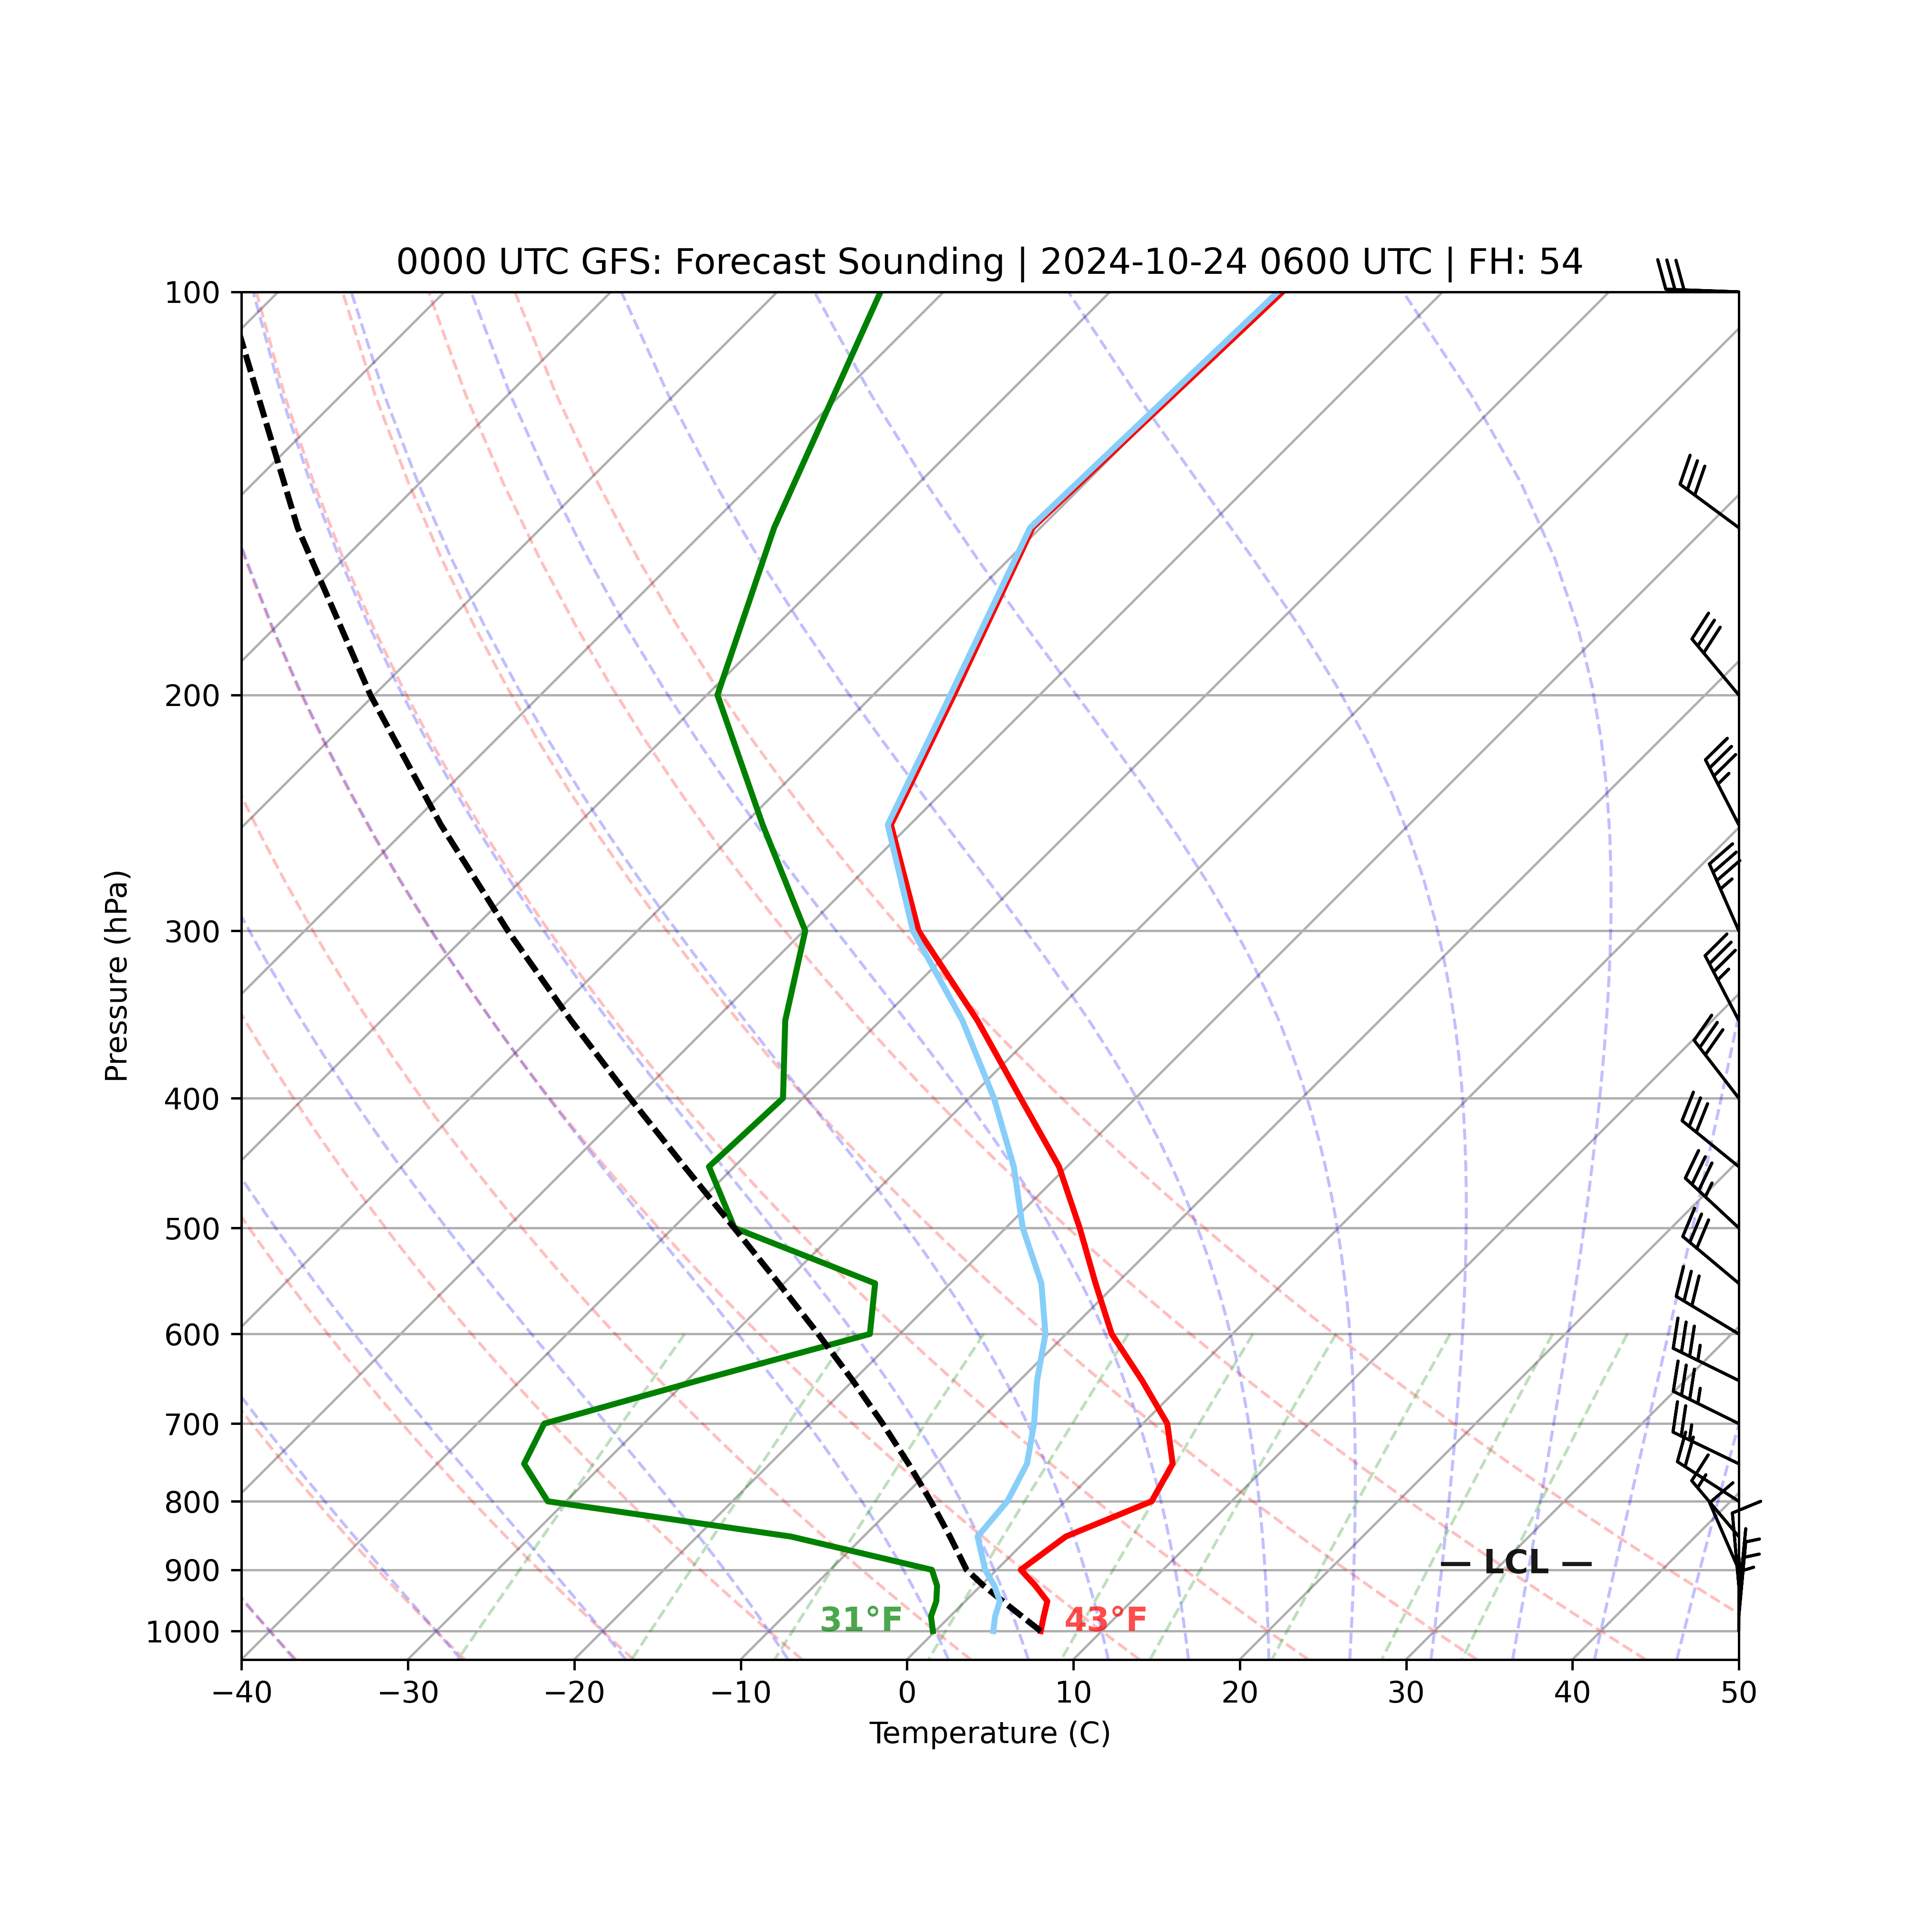 0000 UTC GFS: Forecast Sounding | 2024-10-24 0600 UTC | FH: 54
100
200
300
400
500
600
700
800
900
1000
Pressure (hPa)
— LCL —
31°F
43°F
−40 −30 −20 −10 0 10 20 30 40 50
Temperature (C)